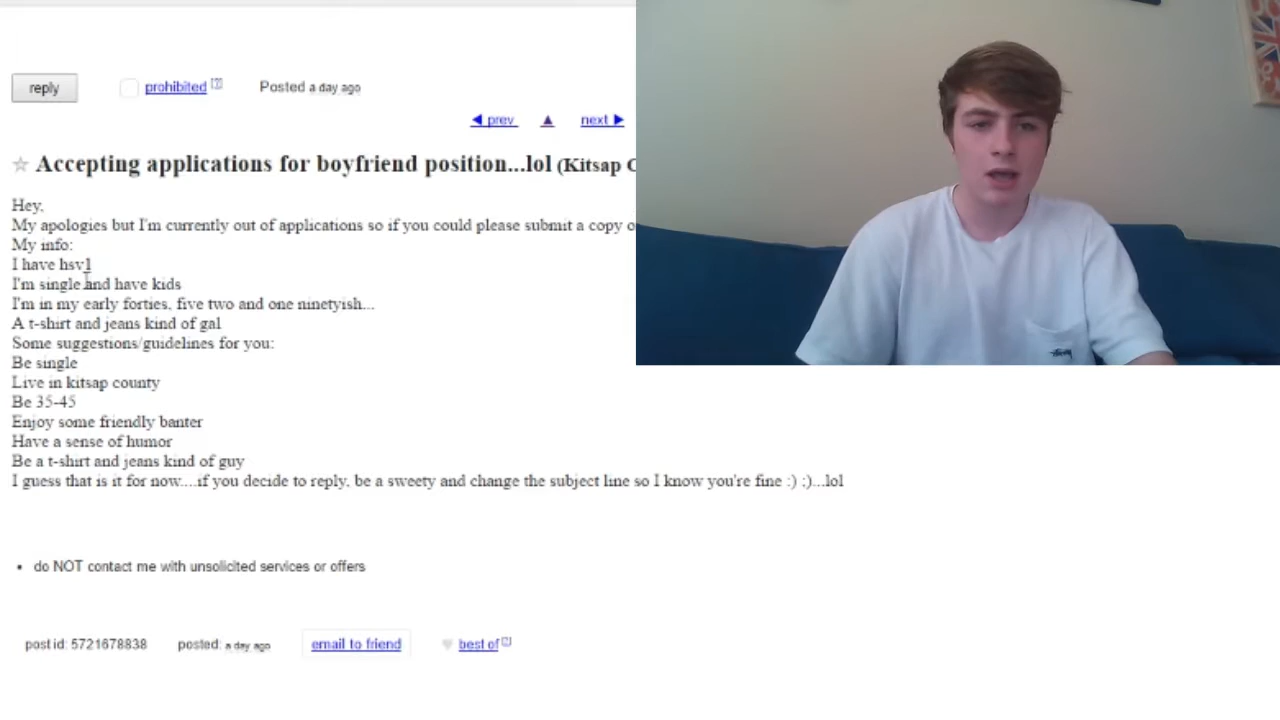 reply prohibited [?] Posted a day ago
◀ prev ▲ next ▶
☆ Accepting applications for boyfriend position...lol (Kitsap
Hey,
My apologies but I'm currently out of applications so if you could please submit a copy
My info:
I have hsv1
I'm single and have kids
I'm in my early forties, five two and one ninetyish...
A t-shirt and jeans kind of gal
Some suggestions/guidelines for you:
Be single
Live in kitsap county
Be 35-45
Enjoy some friendly banter
Have a sense of humor
Be a t-shirt and jeans kind of guy
I guess that is it for now....if you decide to reply, be a sweety and change the subject line so I know you're fine :) :)...lol
• do NOT contact me with unsolicited services or offers
post id: 5721678838 posted: a day ago email to friend best of [?]